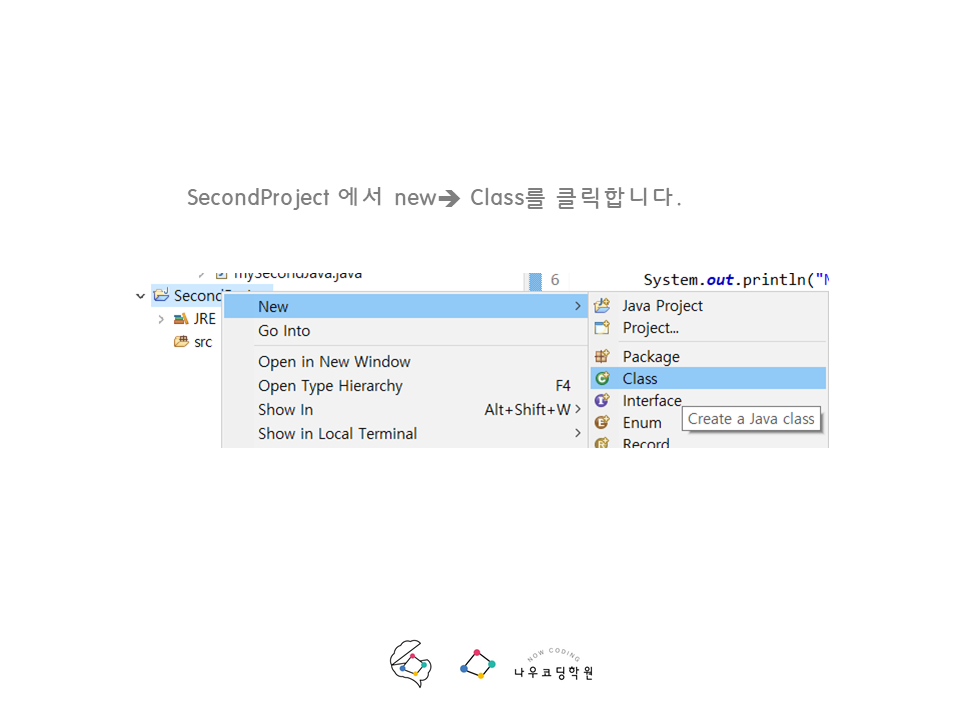 SecondProject 에서 new➔ Class를 클릭합니다.
mySecondJava.java
6 System.out.println("
Second
New
JRE
Go Into
src
Open in New Window
Open Type Hierarchy F4
Show In Alt+Shift+W
Show in Local Terminal
Java Project
Project...
Package
Class
Interface
Create a Java class
Enum
Record
NOW CODING
나우코딩학원